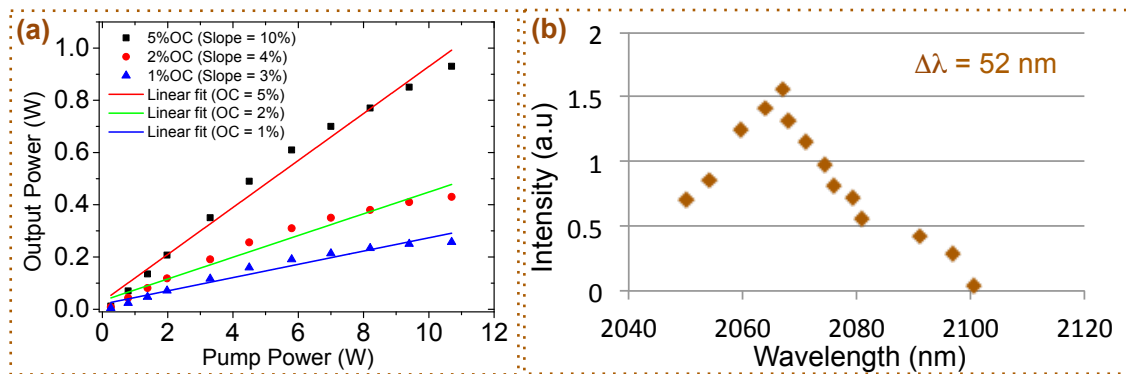 (a)
5%OC (Slope = 10%)
2%OC (Slope = 4%)
1%OC (Slope = 3%)
Linear fit (OC = 5%)
Linear fit (OC = 2%)
Linear fit (OC = 1%)
Output Power (W)
1.0
0.8
0.6
0.4
0.2
0.0
0 2 4 6 8 10 12
Pump Power (W)
(b)
Δλ = 52 nm
Intensity (a.u)
2
1.5
1
0.5
0
2040 2060 2080 2100 2120
Wavelength (nm)